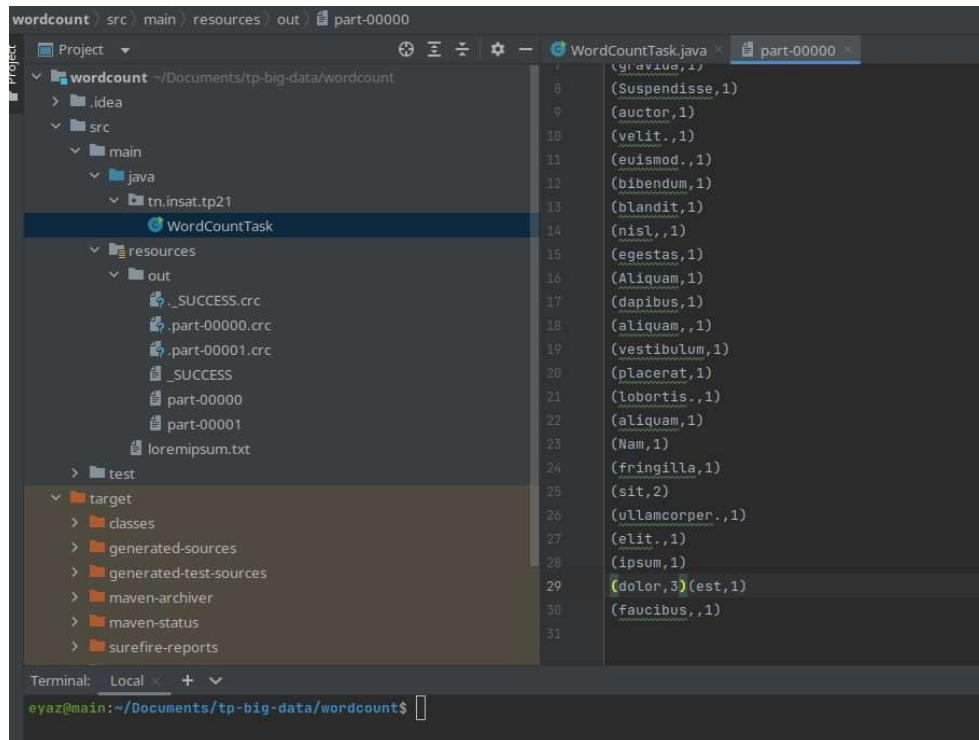 wordcount 〉 src 〉 main 〉 resources 〉 out 〉 part-00000
Project
Project
WordCountTask.java ×
part-00000 ×
wordcount ~/Documents/tp-big-data/wordcount
.idea
src
main
java
tn.insat.tp21
WordCountTask
resources
out
._SUCCESS.crc
.part-00000.crc
.part-00001.crc
_SUCCESS
part-00000
part-00001
loremipsum.txt
test
target
classes
generated-sources
generated-test-sources
maven-archiver
maven-status
surefire-reports
7 (gravida,1)
8 (Suspendisse,1)
9 (auctor,1)
10 (velit.,1)
11 (euismod.,1)
12 (bibendum,1)
13 (blandit,1)
14 (nisl,,1)
15 (egestas,1)
16 (Aliquam,1)
17 (dapibus,1)
18 (aliquam,,1)
19 (vestibulum,1)
20 (placerat,1)
21 (lobortis.,1)
22 (aliquam,1)
23 (Nam,1)
24 (fringilla,1)
25 (sit,2)
26 (ullamcorper.,1)
27 (elit.,1)
28 (ipsum,1)
29 (dolor,3)(est,1)
30 (faucibus,,1)
31
Terminal: Local × +
eyaz@main:~/Documents/tp-big-data/wordcount$